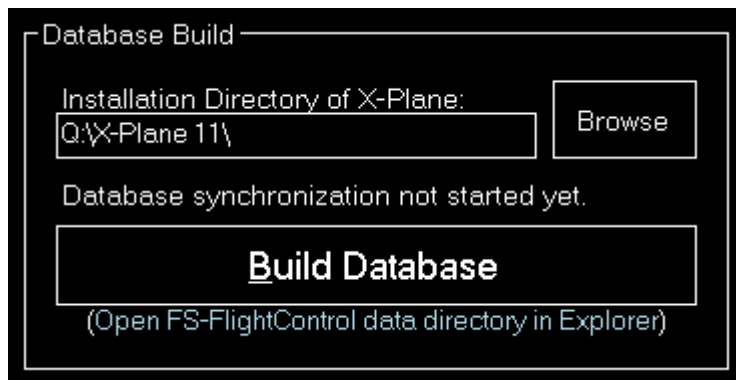 Database Build
Installation Directory of X-Plane:
Q:\X-Plane 11\
Browse
Database synchronization not started yet.
Build Database
(Open FS-FlightControl data directory in Explorer)